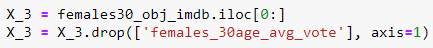 X_3 = females30_obj_imdb.iloc[0:]
X_3 = X_3.drop(['females_30age_avg_vote'], axis=1)